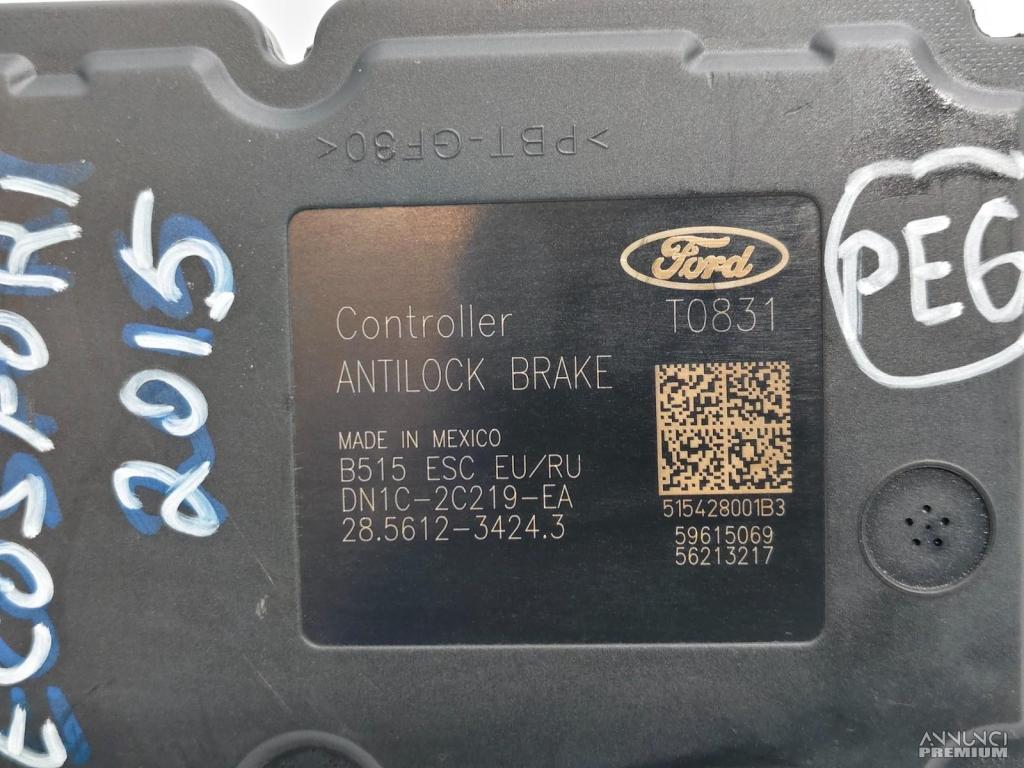 >PBT-GF30<
ECOSPORT
2015
PEG
Ford
T0831
Controller
ANTILOCK BRAKE
MADE IN MEXICO
B515 ESC EU/RU
DN1C-2C219-EA
28.5612-3424.3
515428001B3
59615069
56213217
ANNUNCI
PREMIUM